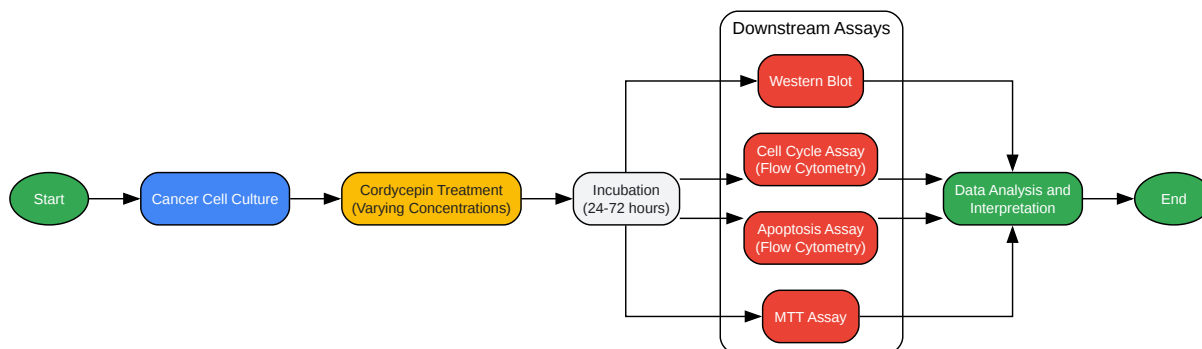 Start
Cancer Cell Culture
Cordycepin Treatment
(Varying Concentrations)
Incubation
(24-72 hours)
Downstream Assays
Western Blot
Cell Cycle Assay
(Flow Cytometry)
Apoptosis Assay
(Flow Cytometry)
MTT Assay
Data Analysis and
Interpretation
End